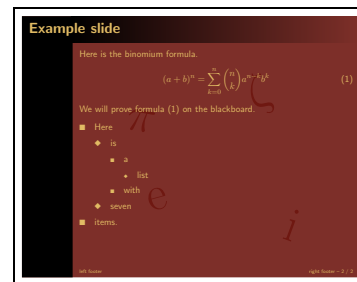 Example slide
Here is the binomium formula.
(a + b)^n = \sum_{k=0}^{n} \binom{n}{k} a^{n-k} b^k (1)
We will prove formula (1) on the blackboard.
■ Here
◆ is
■ a
• list
■ with
◆ seven
■ items.
π
ζ
e
i
left footer
right footer – 2 / 2